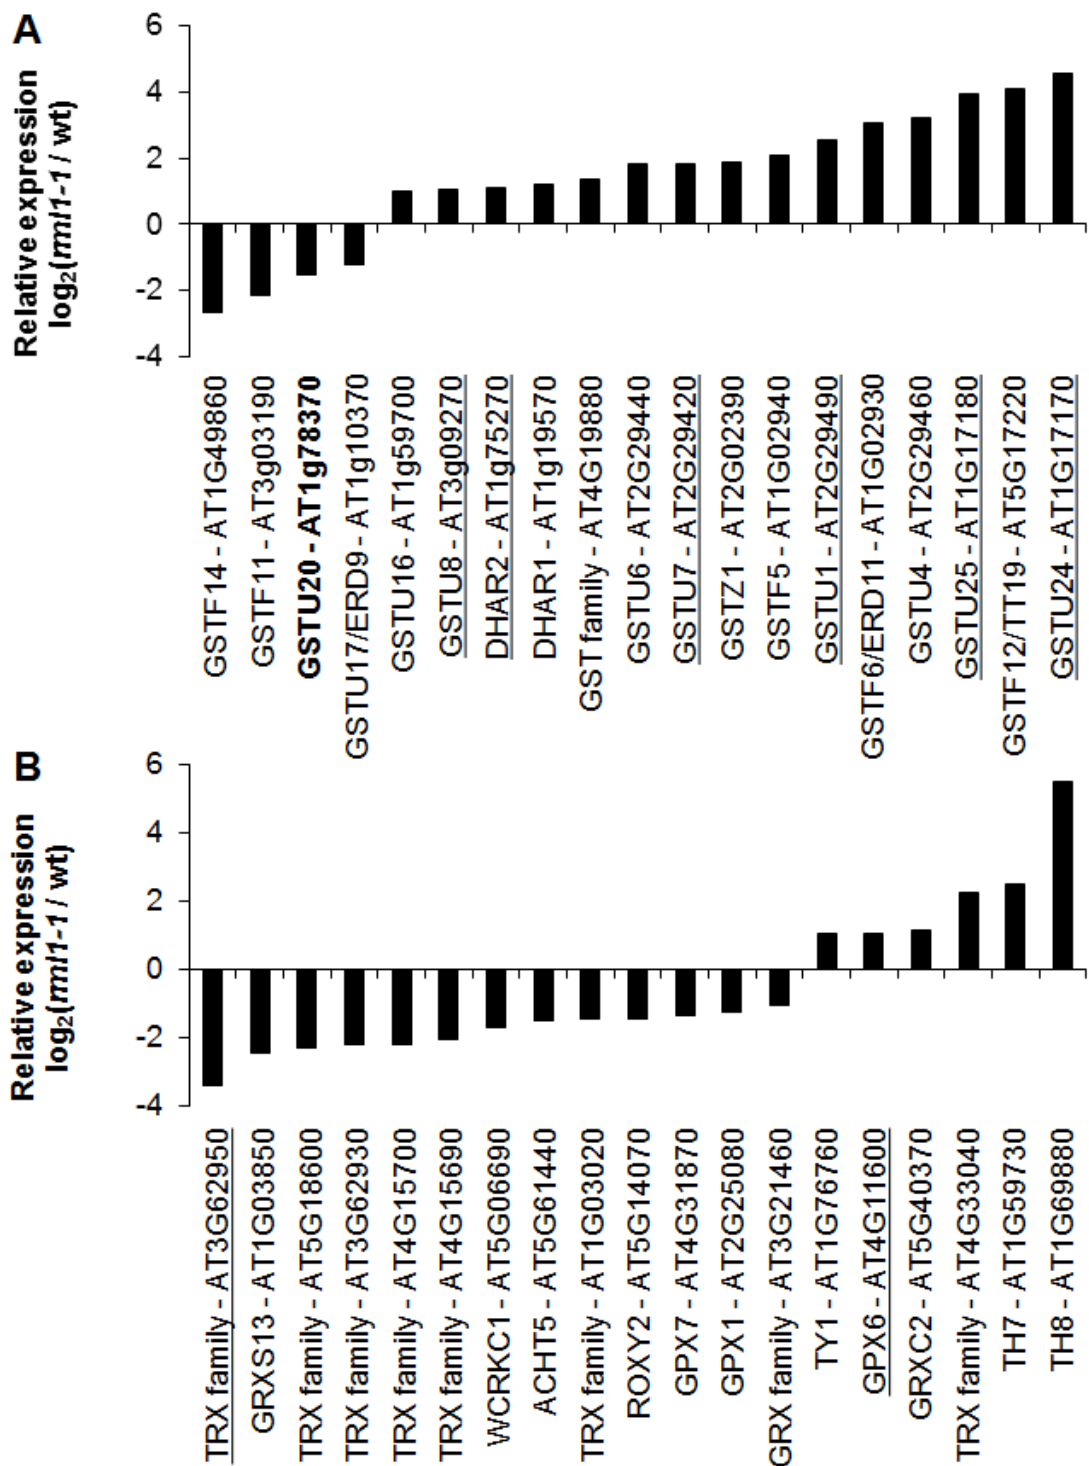 A
Relative expression
log₂(rml1-1 / wt)
6
4
2
0
-2
-4
GSTF14 - AT1G49860
GSTF11 - AT3g03190
GSTU20 - AT1g78370
GSTU17/ERD9 - AT1g10370
GSTU16 - AT1g59700
GSTU8 - AT3g09270
DHAR2 - AT1g75270
DHAR1 - AT1g19570
GST family - AT4G19880
GSTU6 - AT2G29440
GSTU7 - AT2G29420
GSTZ1 - AT2G02390
GSTF5 - AT1G02940
GSTU1 - AT2G29490
GSTF6/ERD11 - AT1G02930
GSTU4 - AT2G29460
GSTU25 - AT1G17180
GSTF12/TT19 - AT5G17220
GSTU24 - AT1G17170
B
Relative expression
log₂(rml1-1 / wt)
6
4
2
0
-2
-4
TRX family - AT3G62950
GRXS13 - AT1G03850
TRX family - AT5G18600
TRX family - AT3G62930
TRX family - AT4G15700
TRX family - AT4G15690
WCRKC1 - AT5G06690
ACHT5 - AT5G61440
TRX family - AT1G03020
ROXY2 - AT5G14070
GPX7 - AT4G31870
GPX1 - AT2G25080
GRX family - AT3G21460
TY1 - AT1G76760
GPX6 - AT4G11600
GRXC2 - AT5G40370
TRX family - AT4G33040
TH7 - AT1G59730
TH8 - AT1G69880